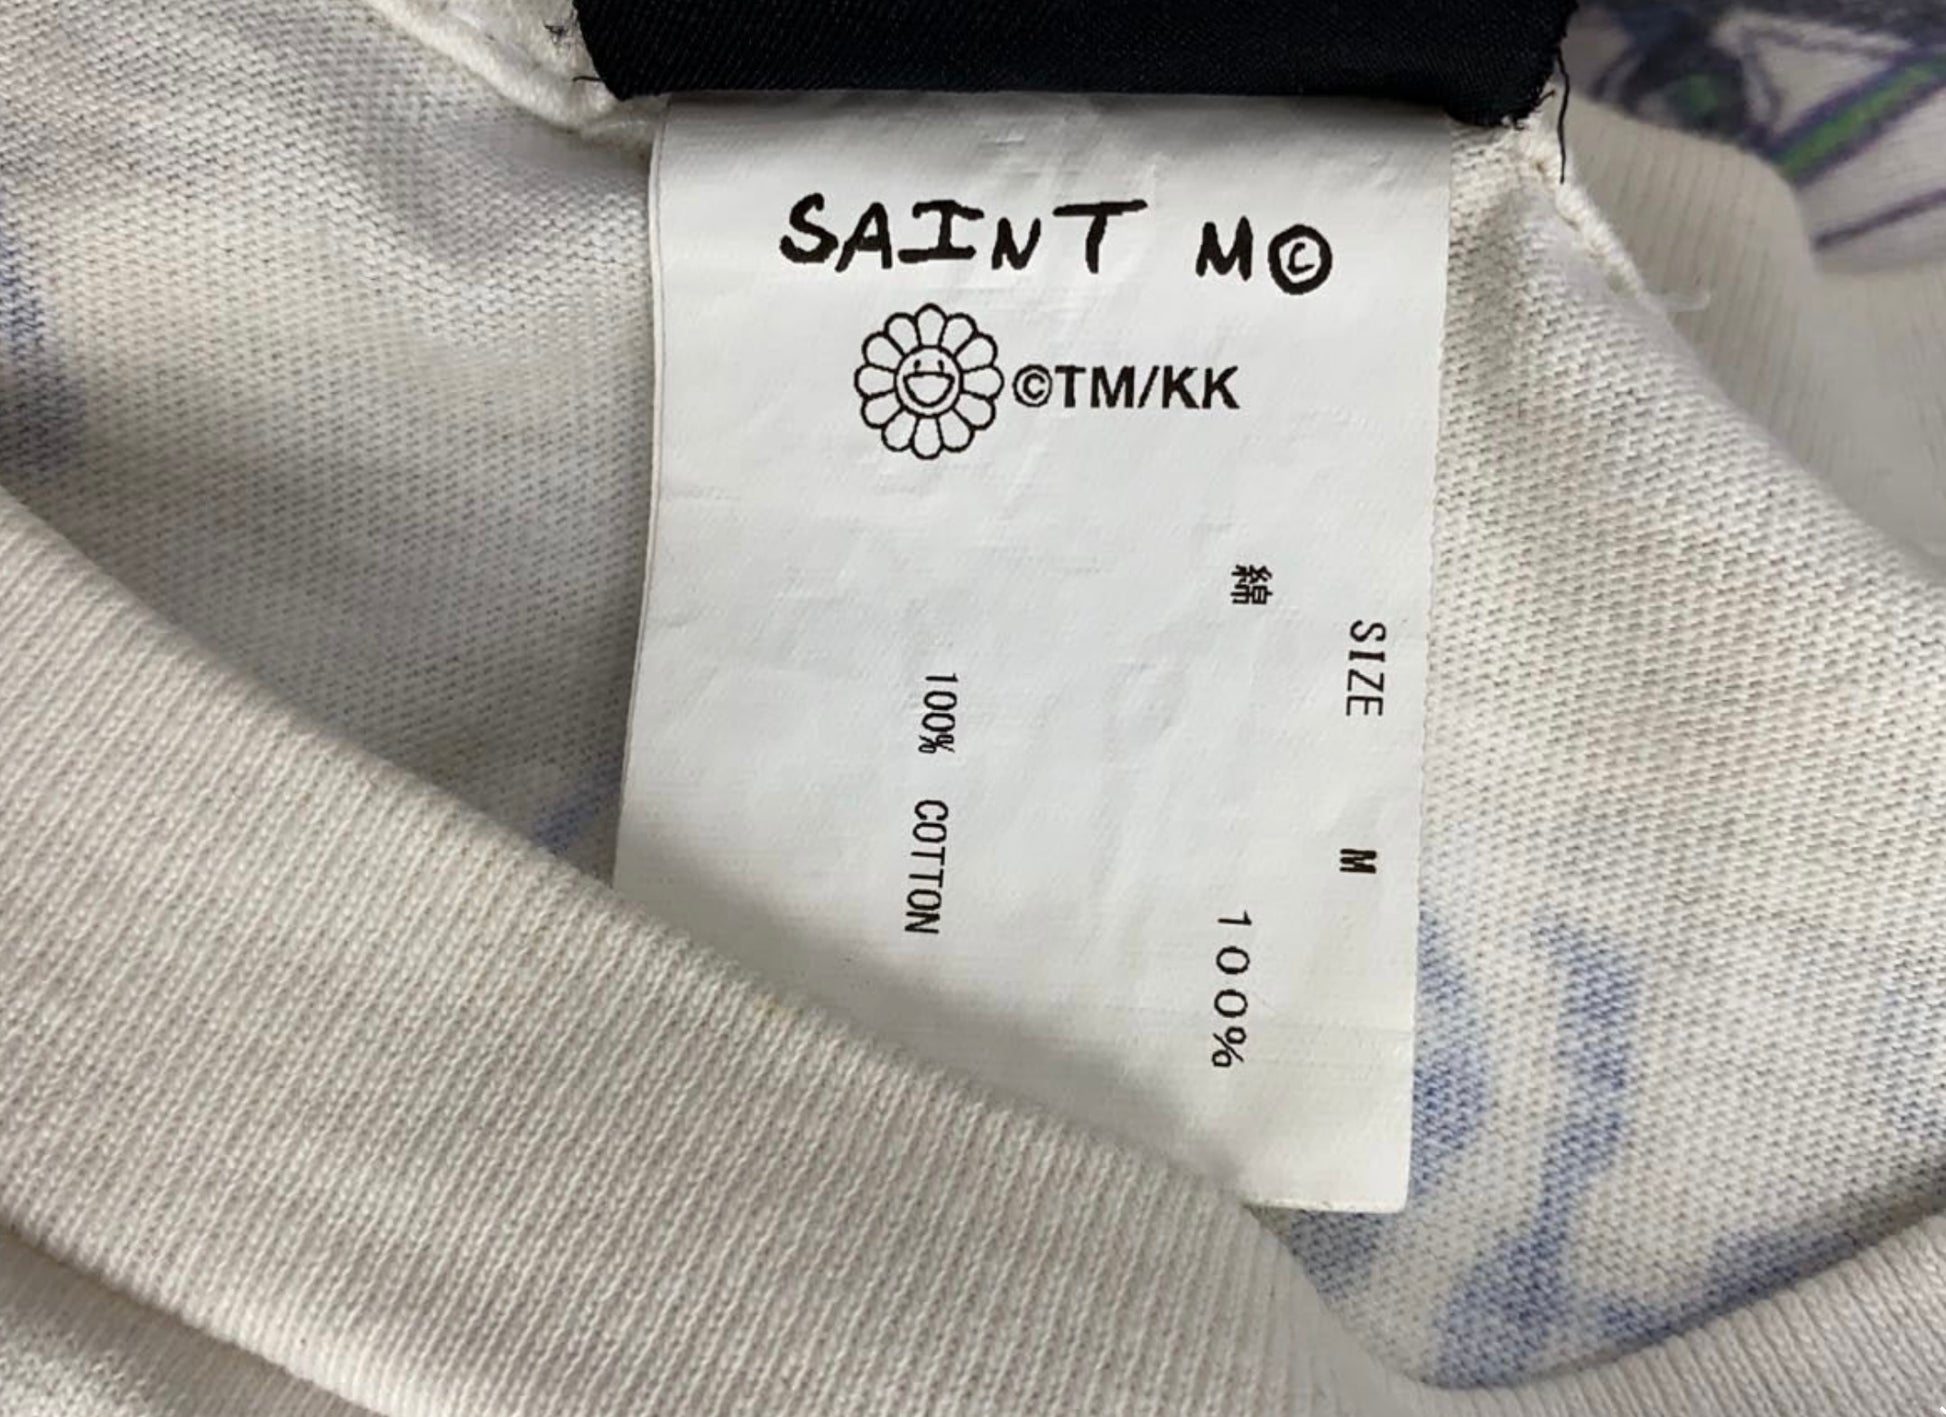 SAINT M©
©TM/KK
SIZE M
綿 100%
100% COTTON